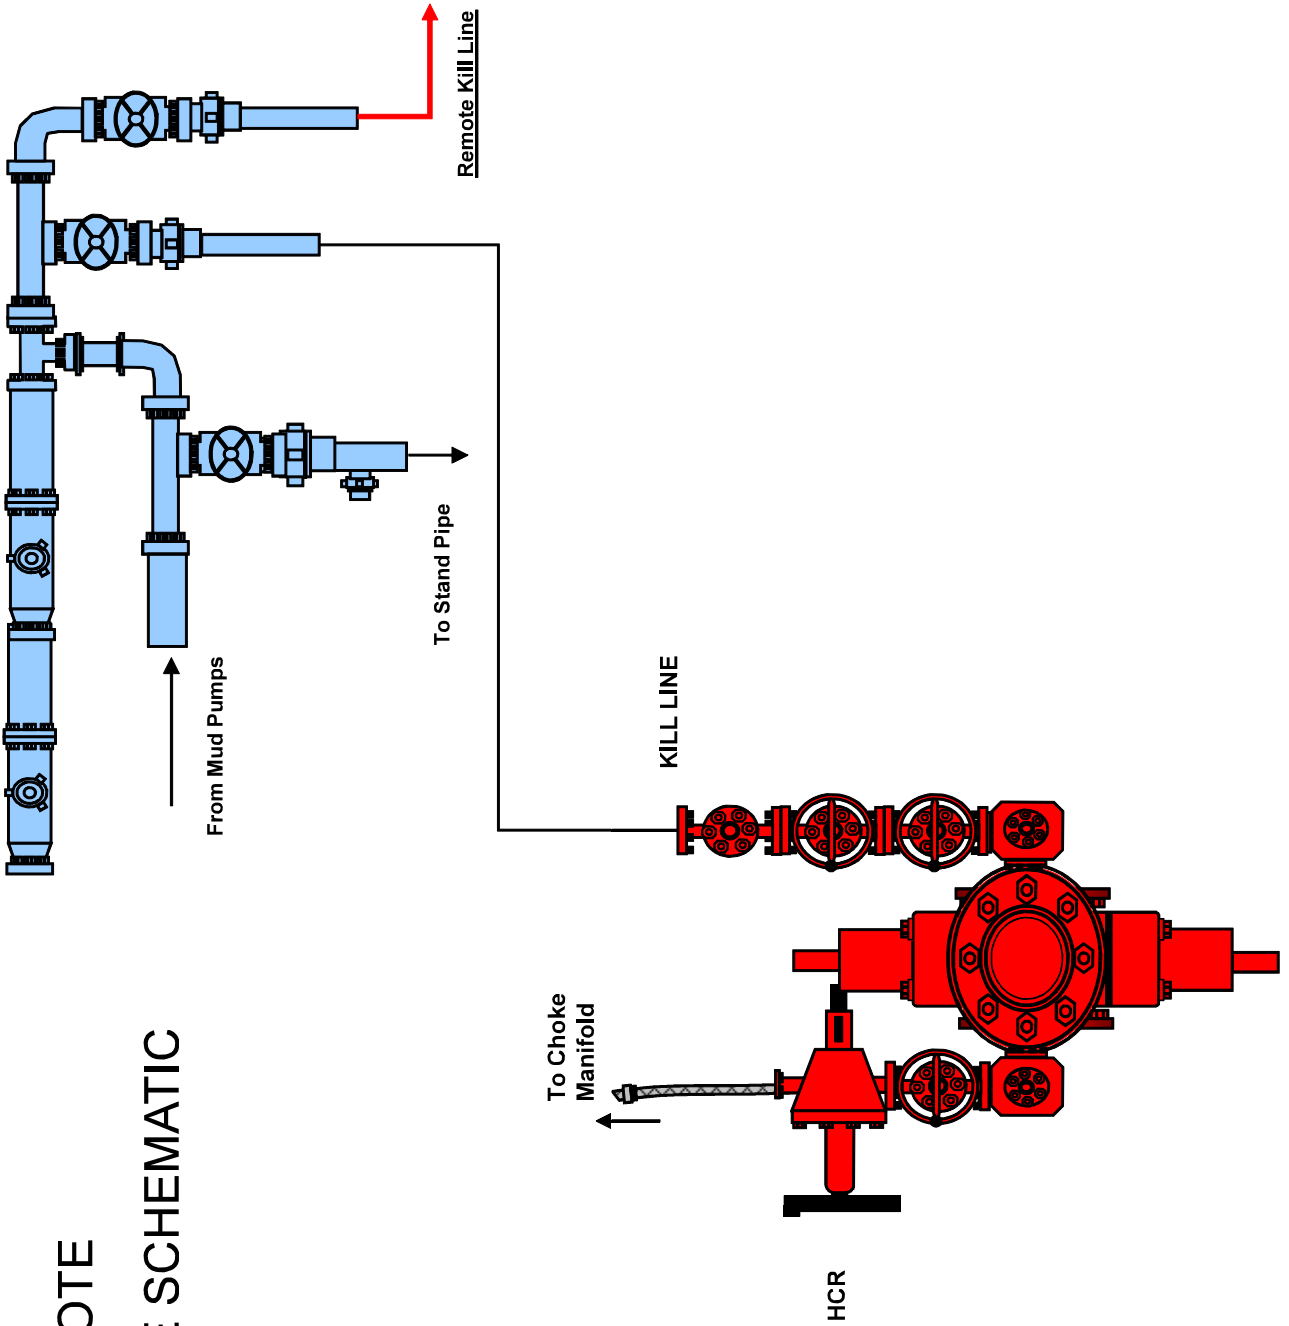 Remote Kill Line
To Stand Pipe
From Mud Pumps
KILL LINE
To Choke
Manifold
HCR
SCHEMATIC